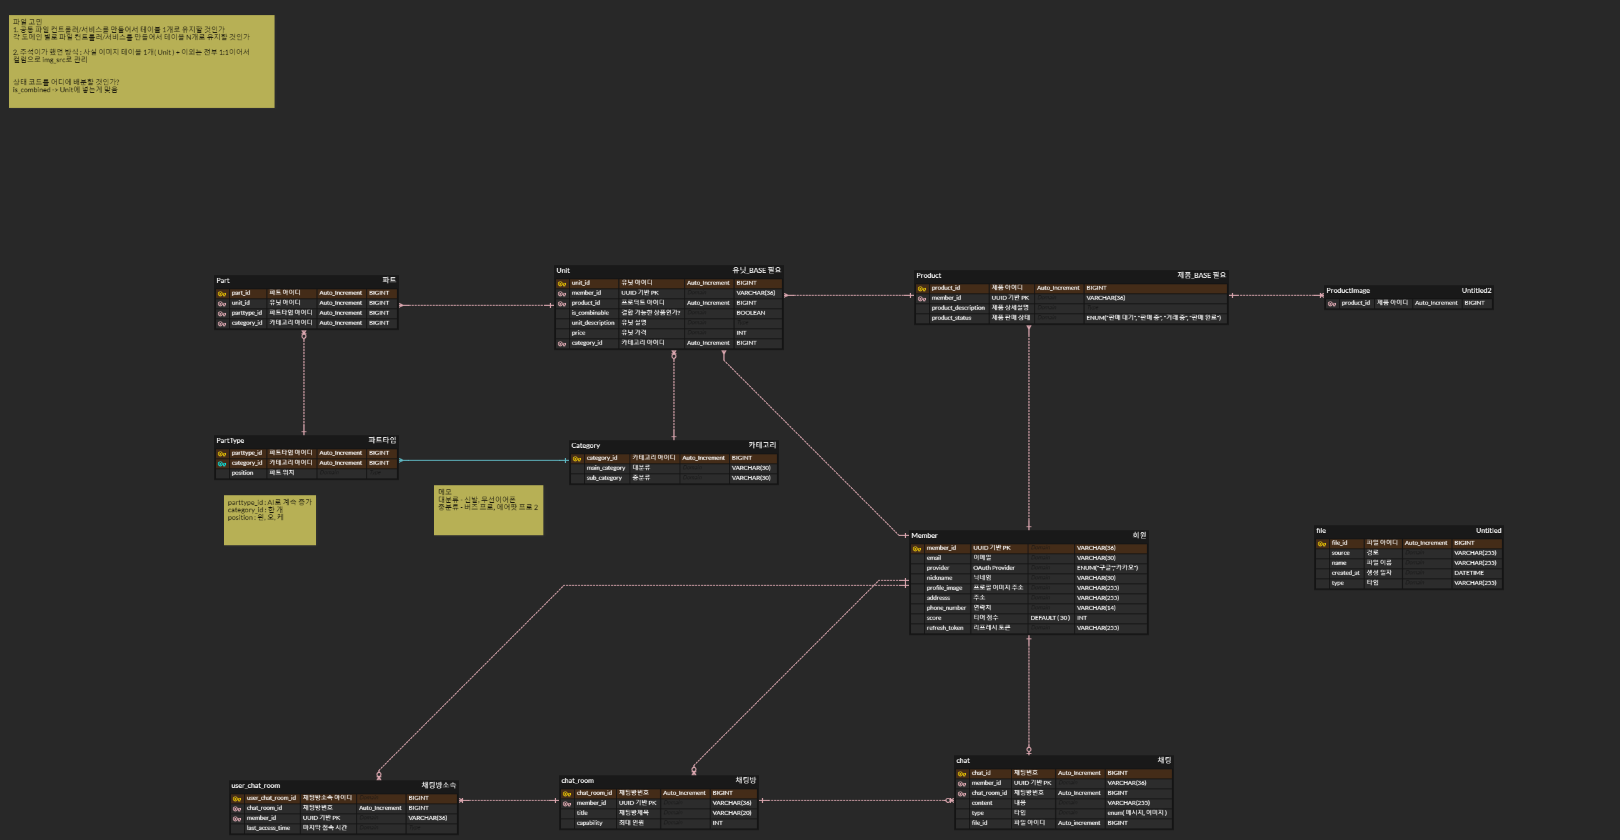 파일 고민
1. 공통 파일 컨트롤러/서비스를 만들어서 테이블 1개로 유지할 것인가
각 도메인 별로 파일 컨트롤러/서비스를 만들어서 테이블 N개로 유지할 것인가
2. 주석이가 했던 방식 : 사실 이미지 테이블 1개( Unit ) + 이외는 전부 1:1이어서
컬럼으로 img_src로 관리
상태 코드를 어디에 배분할 것인가?
is_combined -> Unit에 넣는게 맞음
Part 파트
part_id 파트 아이디 Auto_Increment BIGINT
unit_id 유닛 아이디 Auto_Increment BIGINT
parttype_id 파트타입 아이디 Auto_Increment BIGINT
category_id 카테고리 아이디 Auto_Increment BIGINT
Unit 유닛_BASE 필요
unit_id 유닛 아이디 Auto_Increment BIGINT
member_id UUID 기반 PK VARCHAR(36)
product_id 프로덕트 아이디 Auto_Increment BIGINT
is_combinable 결합 가능한 상품인가? BOOLEAN
unit_description 유닛 설명
price 유닛 가격 INT
category_id 카테고리 아이디 Auto_Increment BIGINT
Product 제품_BASE 필요
product_id 제품 아이디 Auto_Increment BIGINT
member_id UUID 기반 PK VARCHAR(36)
product_description 제품 상세설명
product_status 제품 판매 상태 ENUM("판매 대기", "판매 중", "거래 중", "판매 완료")
ProductImage Untitled2
product_id 제품 아이디 Auto_Increment BIGINT
PartType 파트타입
parttype_id 파트타입 아이디 Auto_Increment BIGINT
category_id 카테고리 아이디 Auto_Increment BIGINT
position 파트 위치
Category 카테고리
category_id 카테고리 아이디 Auto_Increment BIGINT
main_category 대분류 VARCHAR(30)
sub_category 중분류 VARCHAR(30)
parttype_id : AI로 계속 증가
category_id : 한 개
position : 왼, 오, 케
메모
대분류 - 신발, 무선이어폰
중분류 - 버즈 프로, 에어팟 프로 2
Member 회원
member_id UUID 기반 PK VARCHAR(36)
email 이메일 VARCHAR(30)
provider OAuth Provider ENUM("구글","카카오")
nickname 닉네임 VARCHAR(30)
profile_image 프로필 이미지 주소 VARCHAR(255)
addresss 주소 VARCHAR(255)
phone_number 연락처 VARCHAR(14)
score 티어 점수 DEFAULT ( 30 ) INT
refresh_token 리프레시 토큰 VARCHAR(255)
file Untitled
file_id 파일 아이디 Auto_Increment BIGINT
source 경로 VARCHAR(255)
name 파일 이름 VARCHAR(255)
created_at 생성 일자 DATETIME
type 타입 VARCHAR(255)
user_chat_room 채팅방소속
user_chat_room_id 채팅방소속 아이디 BIGINT
chat_room_id 채팅방번호 Auto_Increment BIGINT
member_id UUID 기반 PK VARCHAR(36)
last_access_time 마지막 접속 시간
chat_room 채팅방
chat_room_id 채팅방번호 Auto_Increment BIGINT
member_id UUID 기반 PK VARCHAR(36)
title 채팅방제목 VARCHAR(20)
capability 최대 인원 INT
chat 채팅
chat_id 채팅번호 Auto_Increment BIGINT
member_id UUID 기반 PK VARCHAR(36)
chat_room_id 채팅방번호 Auto_Increment BIGINT
content 내용 VARCHAR(255)
type 타입 enum( 메시지, 이미지 )
file_id 파일 아이디 Auto_Increment BIGINT